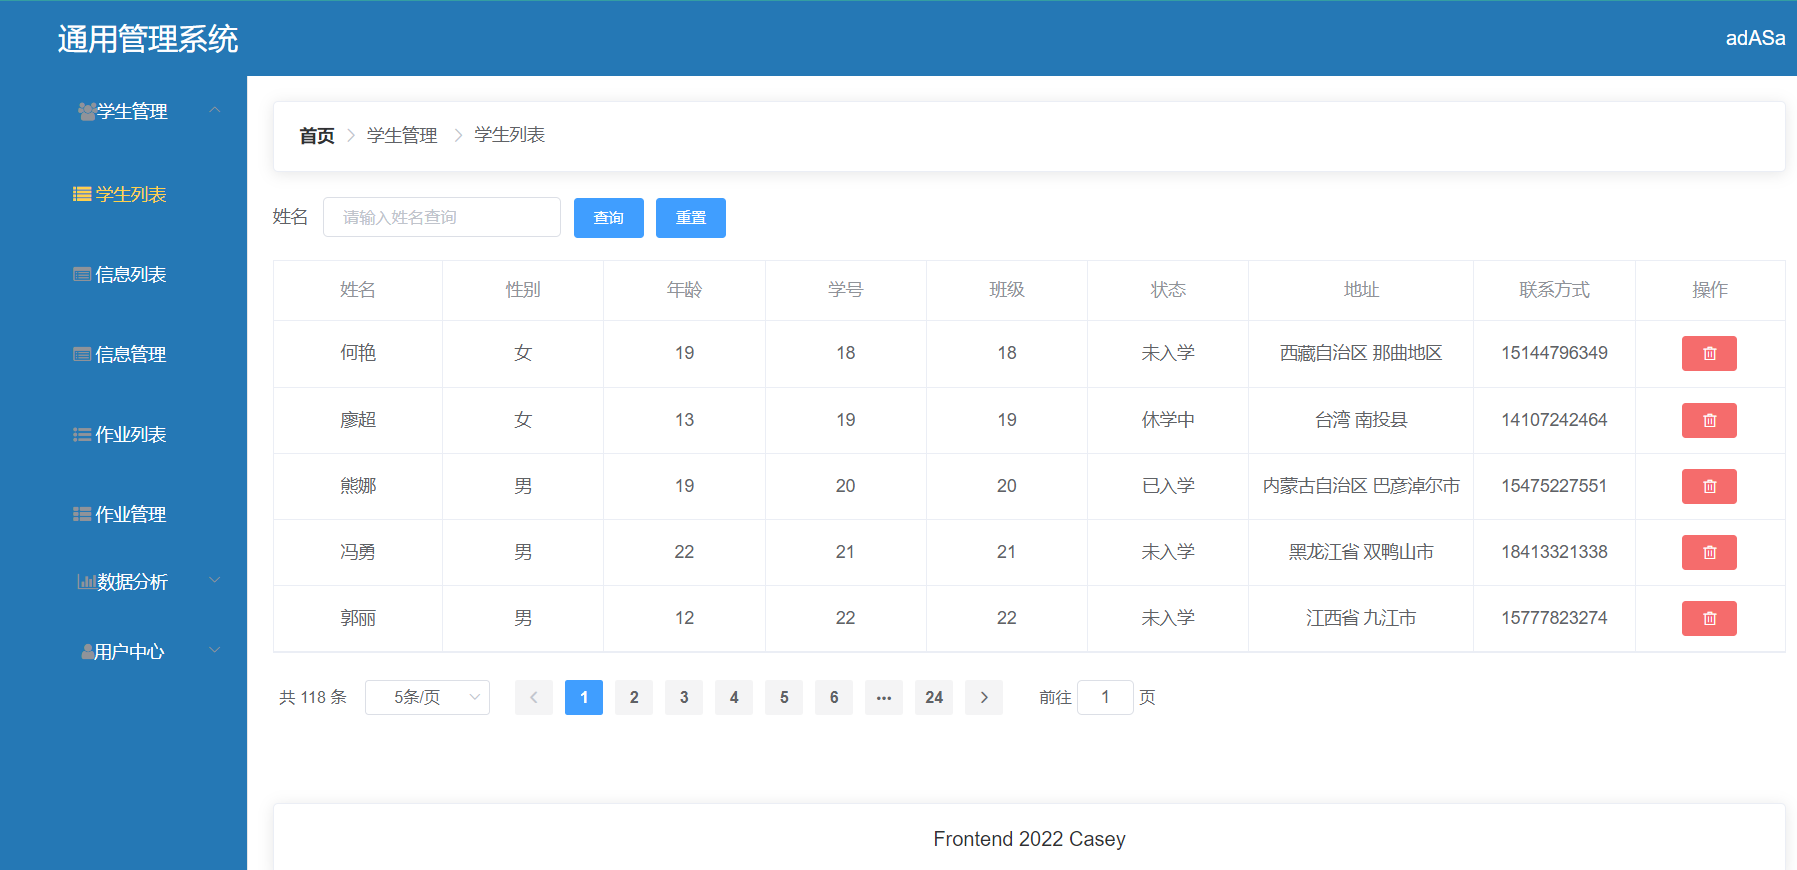 通用管理系统
adASa
学生管理
学生列表
信息列表
信息管理
作业列表
作业管理
数据分析
用户中心
首页 学生管理 学生列表
姓名 请输入姓名查询 查询 重置
姓名 性别 年龄 学号 班级 状态 地址 联系方式 操作
何艳 女 19 18 18 未入学 西藏自治区 那曲地区 15144796349
廖超 女 13 19 19 休学中 台湾 南投县 14107242464
熊娜 男 19 20 20 已入学 内蒙古自治区 巴彦淖尔市 15475227551
冯勇 男 22 21 21 未入学 黑龙江省 双鸭山市 18413321338
郭丽 男 12 22 22 未入学 江西省 九江市 15777823274
共 118 条 5条/页 1 2 3 4 5 6 ··· 24 前往 1 页
Frontend 2022 Casey